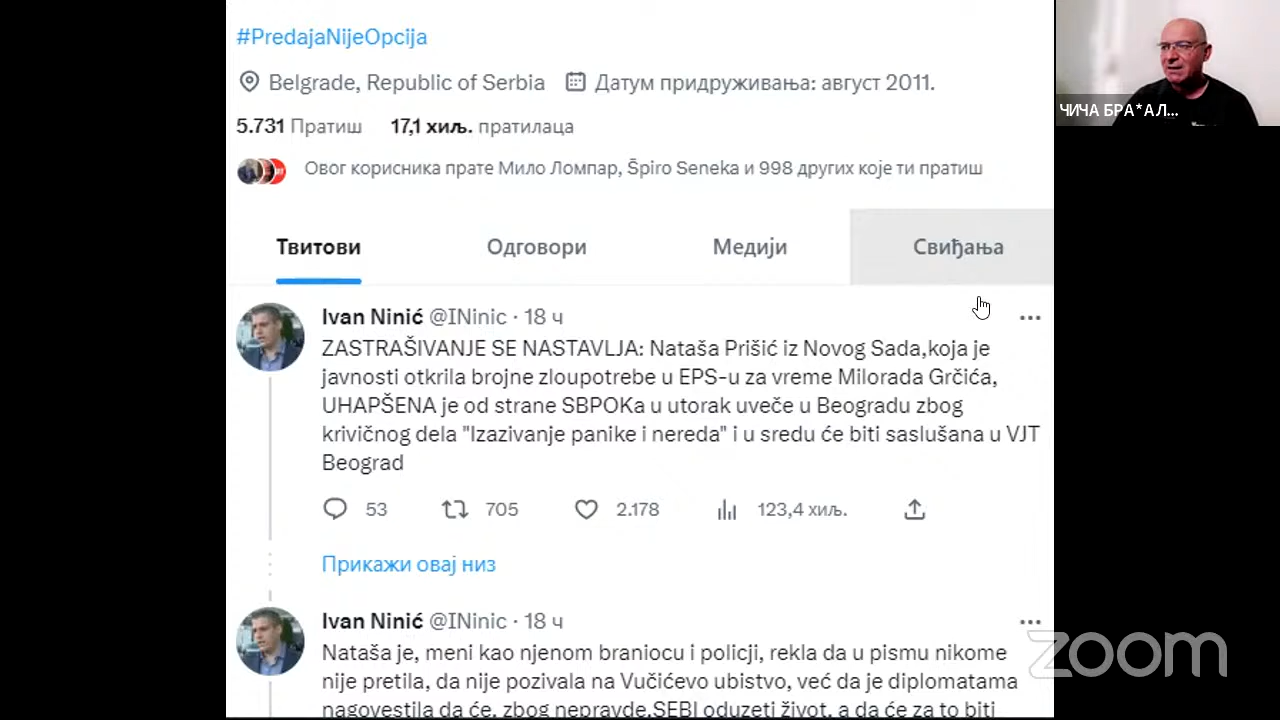 #PredajaNijeOpcija
Belgrade, Republic of Serbia Датум придруживања: август 2011.
5.731 Пратиш 17,1 хиљ. пратилаца
Овог корисника прате Мило Ломпар, Špiro Seneka и 998 других које ти пратиш
Твитови Одговори Медији Свиђања
Ivan Ninić @INinic · 18 ч
ZASTRAŠIVANJE SE NASTAVLJA: Nataša Prišić iz Novog Sada,koja je
javnosti otkrila brojne zloupotrebe u EPS-u za vreme Milorada Grčića,
UHAPŠENA je od strane SBPOKa u utorak uveče u Beogradu zbog
krivičnog dela "Izazivanje panike i nereda" i u sredu će biti saslušana u VJT
Beograd
53 705 2.178 123,4 хиљ.
Прикажи овај низ
Ivan Ninić @INinic · 18 ч
Nataša je, meni kao njenom braniocu i policji, rekla da u pismu nikome
nije pretila, da nije pozivala na Vučićevo ubistvo, već da je diplomatama
nagovestila da će, zbog nepravde,SEBI oduzeti život, a da će za to biti
ЧИЧА БРА*АЛ...
zoom